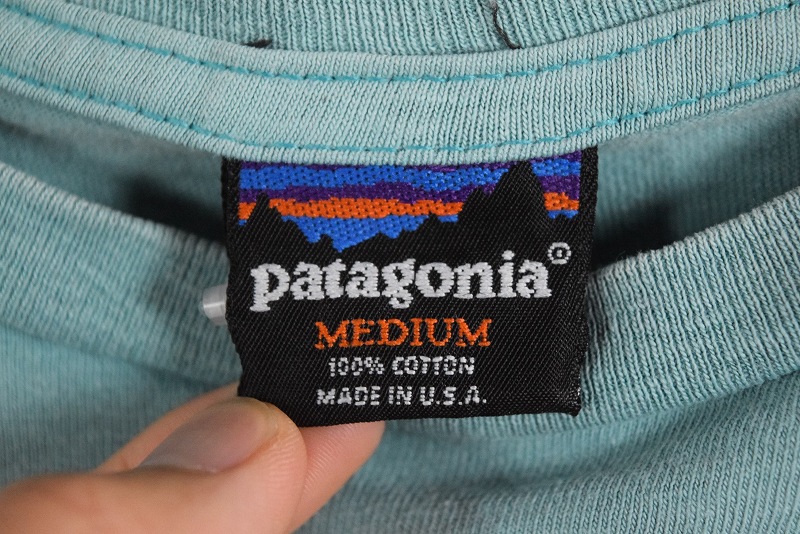 patagonia®
MEDIUM
100% COTTON
MADE IN U.S.A.